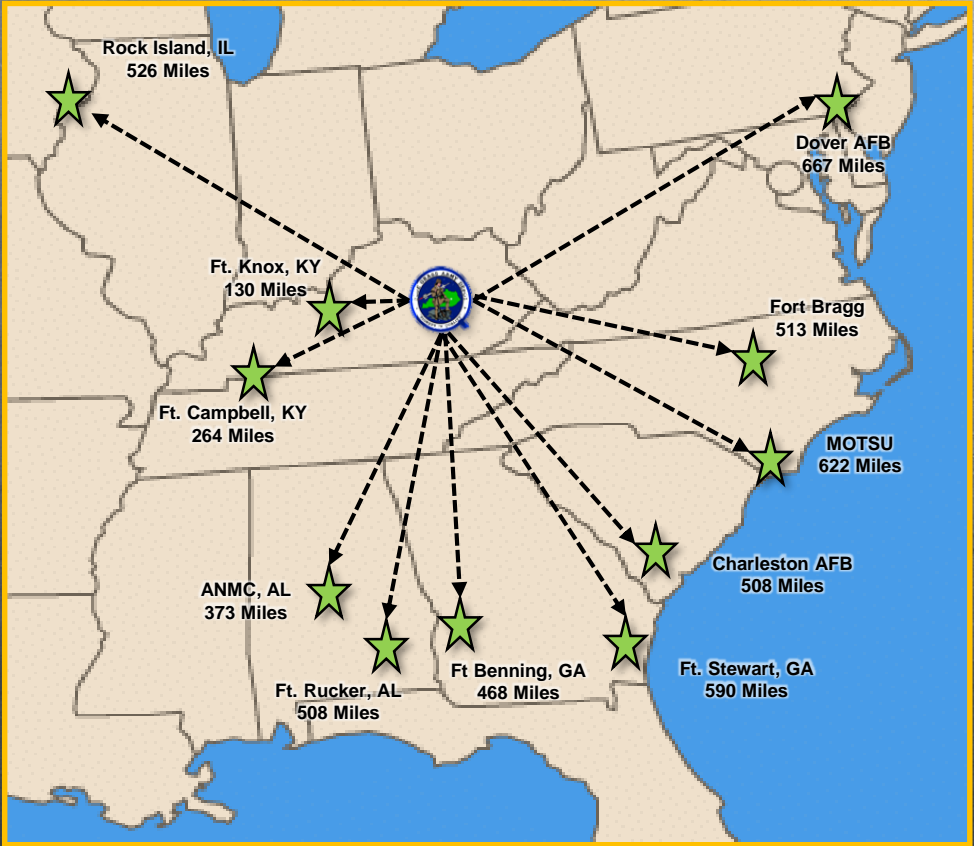 Rock Island, IL
526 Miles
Dover AFB
667 Miles
Ft. Knox, KY
130 Miles
Fort Bragg
513 Miles
Ft. Campbell, KY
264 Miles
MOTSU
622 Miles
Charleston AFB
508 Miles
ANMC, AL
373 Miles
Ft Benning, GA
468 Miles
Ft. Stewart, GA
590 Miles
Ft. Rucker, AL
508 Miles